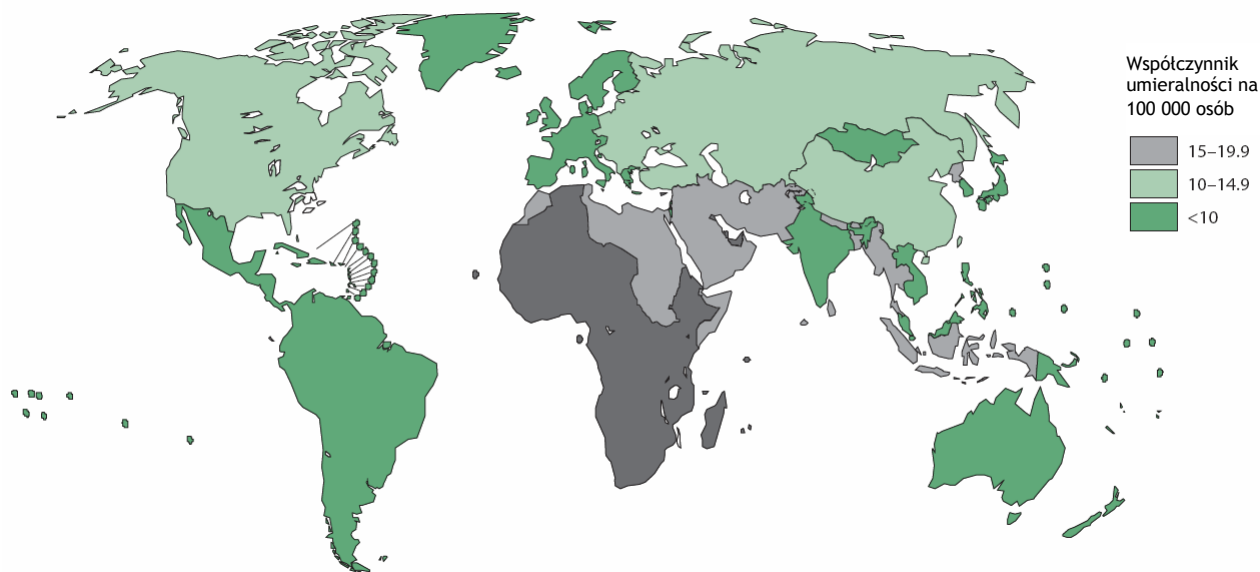 Współczynnik
umieralności na
100 000 osób
15–19.9
10–14.9
<10